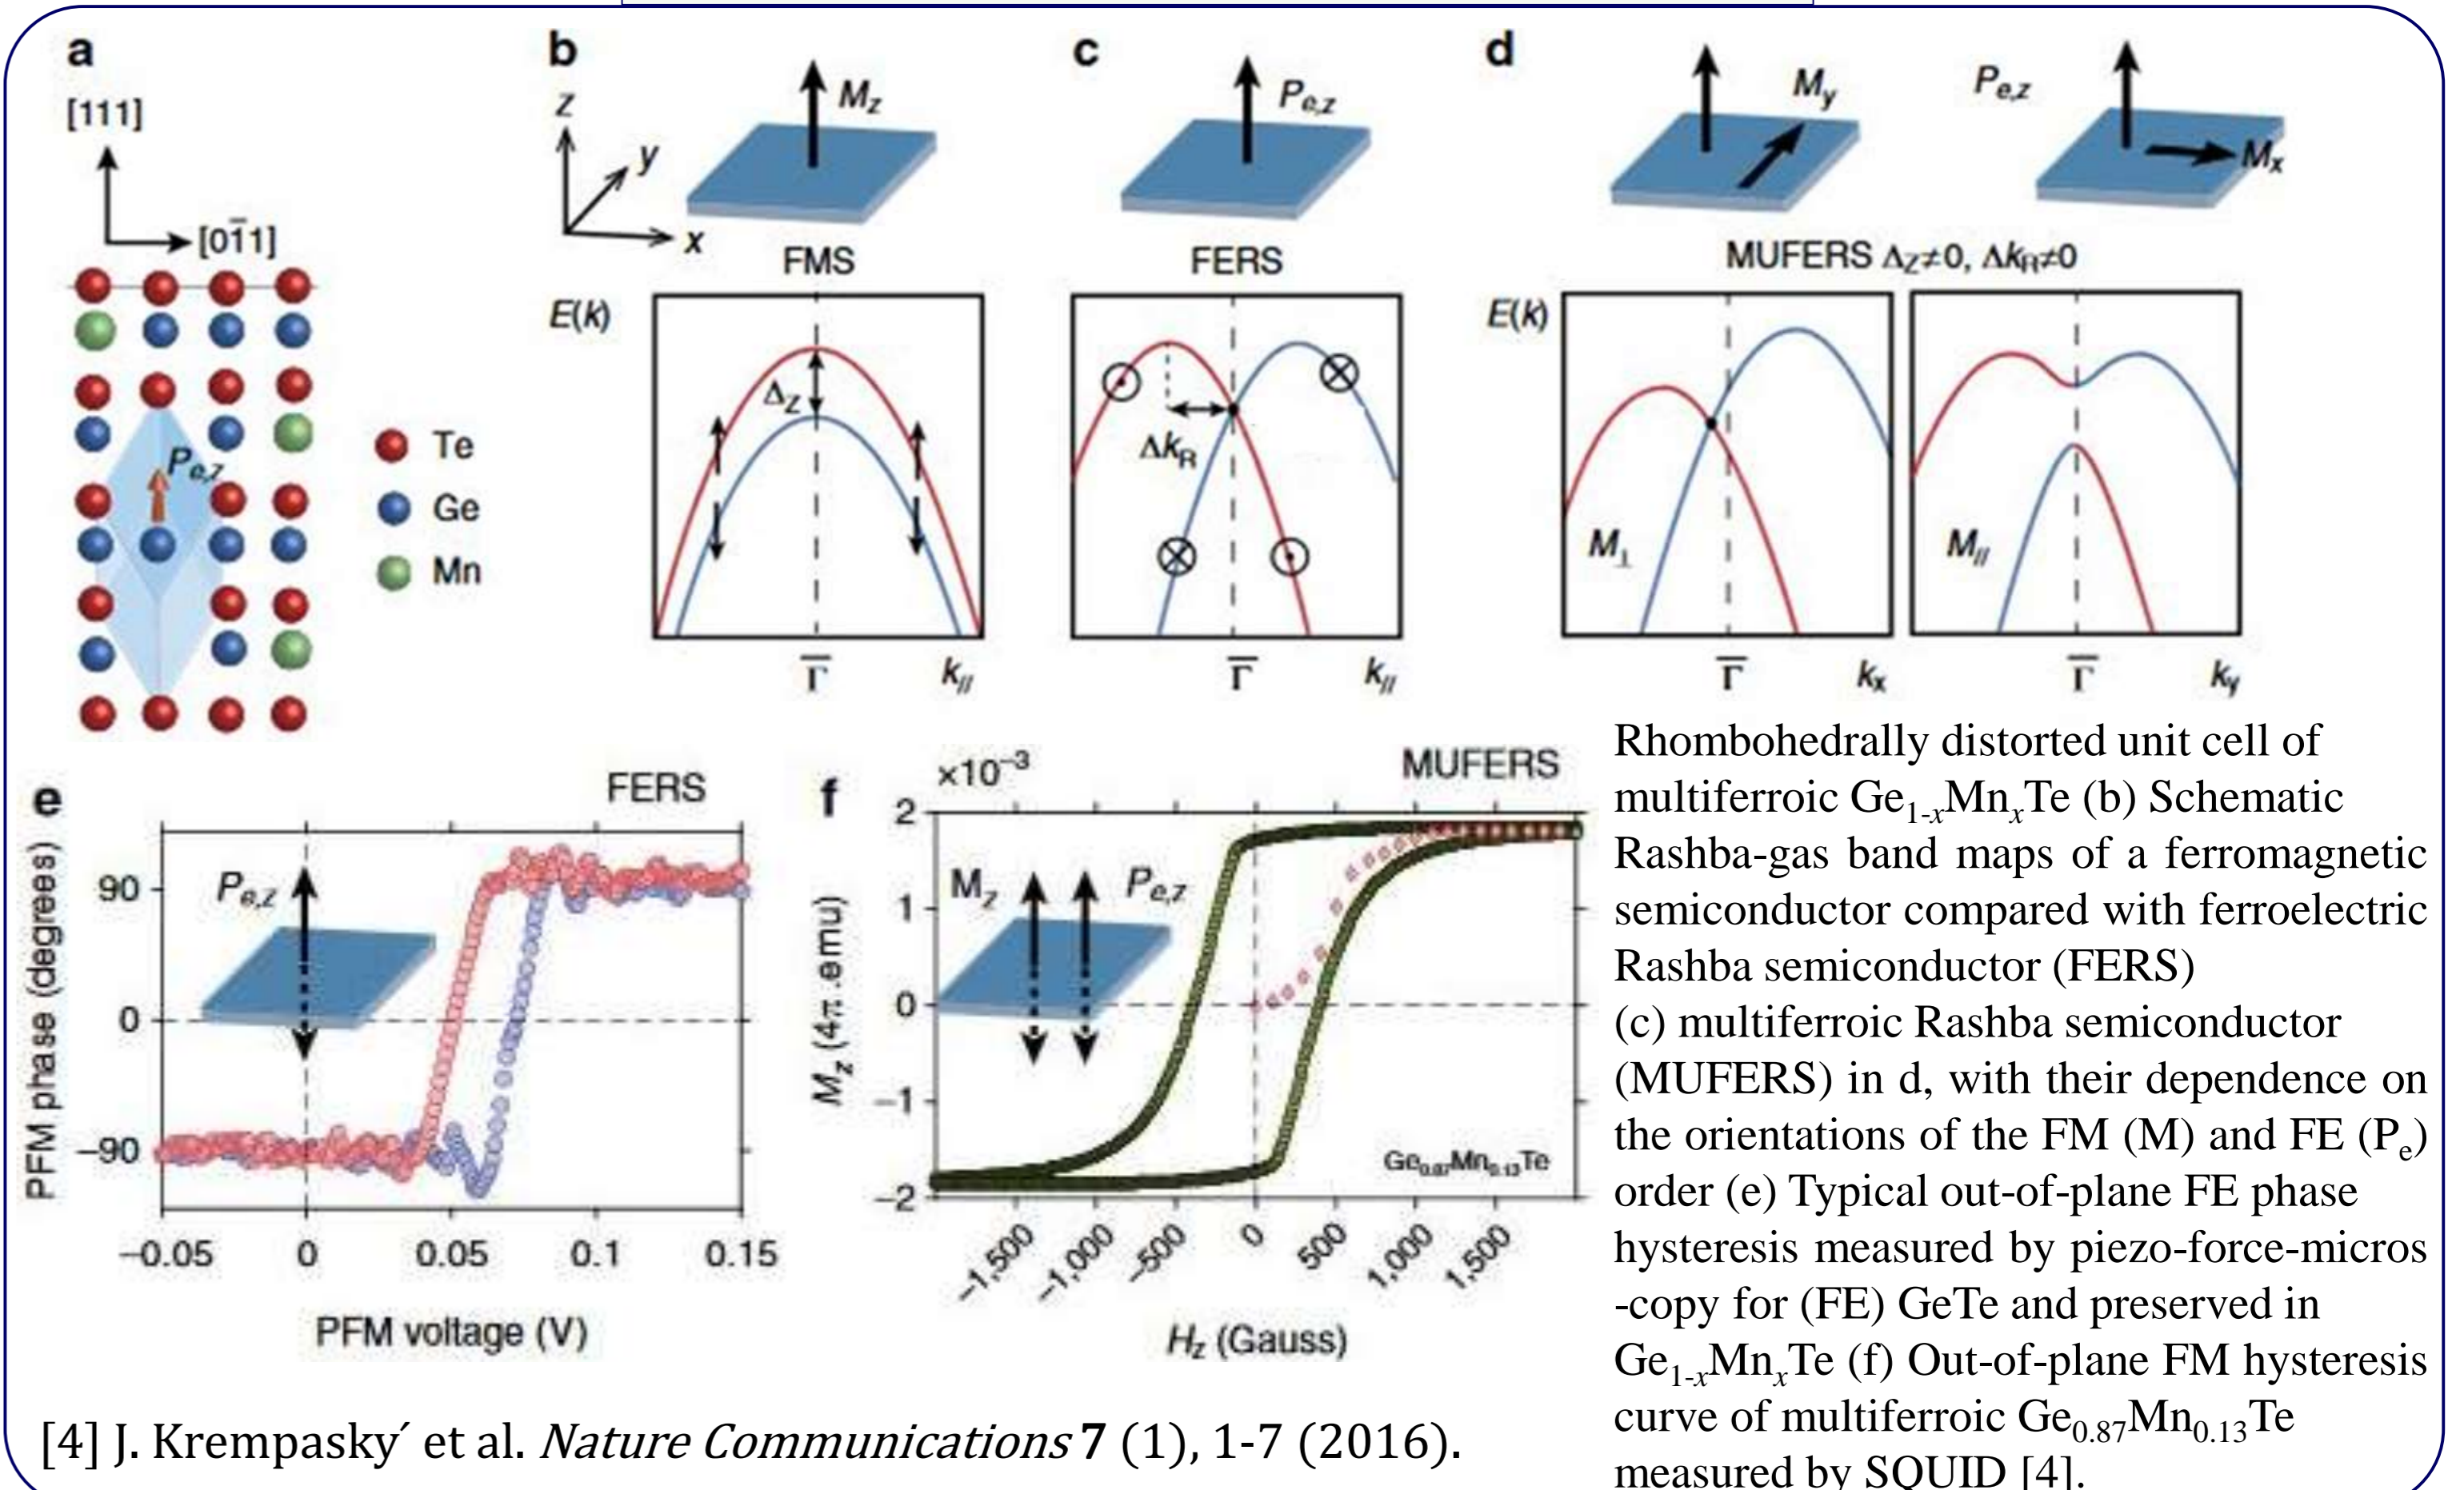 a
[111]
[01̅1]
P_e,z
Te
Ge
Mn
b
z
y
x
M_z
FMS
E(k)
Δ_Z
Γ̅
k_//
c
P_e,z
FERS
Δk_R
Γ̅
k_//
d
M_y
P_e,z
M_x
MUFERS Δ_Z≠0, Δk_R≠0
E(k)
M_⊥
Γ̅
k_x
M_//
Γ̅
k_y
e
FERS
PFM phase (degrees)
90
0
−90
P_e,z
−0.05 0 0.05 0.1 0.15
PFM voltage (V)
f
×10⁻³
MUFERS
M_z (4π .emu)
2
1
0
−1
−2
M_z
P_e,z
Ge₀.₈₇Mn₀.₁₃Te
−1,500 −1,000 −500 0 500 1,000 1,500
H_z (Gauss)
Rhombohedrally distorted unit cell of
multiferroic Ge₁₋ₓMnₓTe (b) Schematic
Rashba-gas band maps of a ferromagnetic
semiconductor compared with ferroelectric
Rashba semiconductor (FERS)
(c) multiferroic Rashba semiconductor
(MUFERS) in d, with their dependence on
the orientations of the FM (M) and FE (Pₑ)
order (e) Typical out-of-plane FE phase
hysteresis measured by piezo-force-micros
-copy for (FE) GeTe and preserved in
Ge₁₋ₓMnₓTe (f) Out-of-plane FM hysteresis
curve of multiferroic Ge₀.₈₇Mn₀.₁₃Te
measured by SQUID [4].
[4] J. Krempasky´ et al. Nature Communications 7 (1), 1-7 (2016).